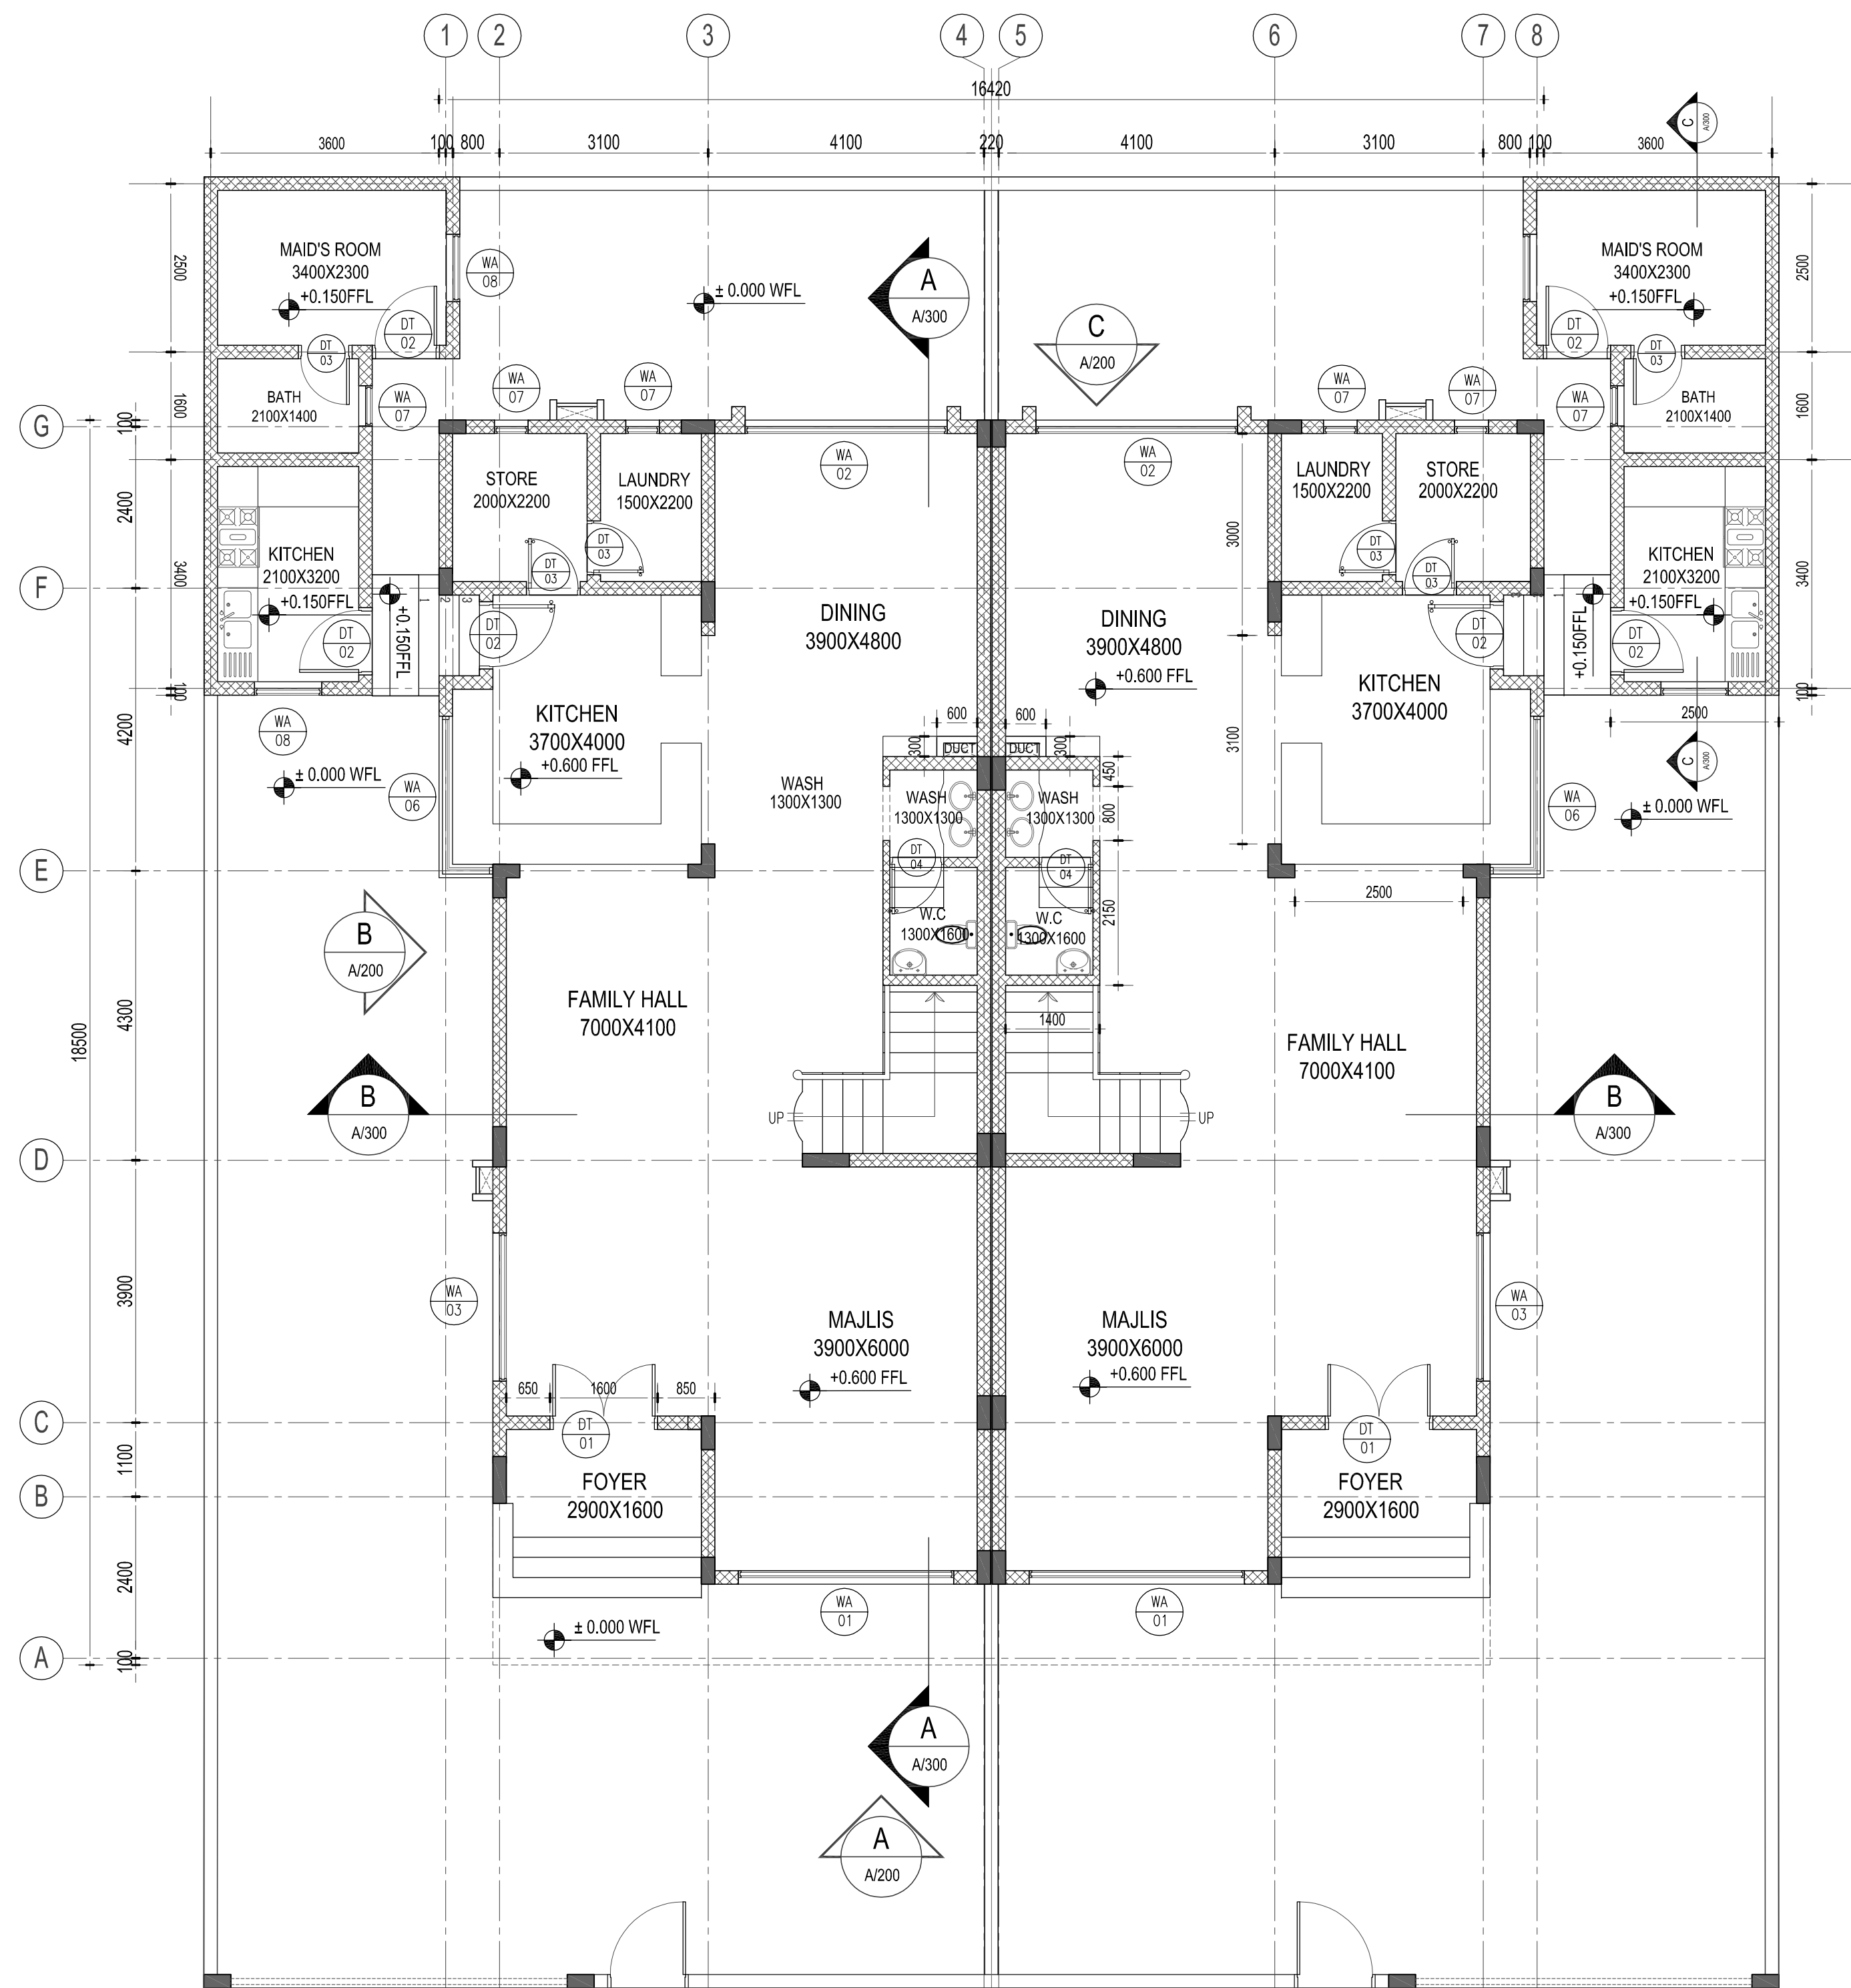 1 2 3 4 5 6 7 8
16420
3600 100 800 3100 4100 220 4100 3100 800 100 3600
C
A/300
MAID'S ROOM
3400X2300
+0.150FFL
WA
08
± 0.000 WFL
A
A/300
C
A/200
MAID'S ROOM
3400X2300
+0.150FFL
2500
2500
DT
02
DT
03
DT
02
DT
03
BATH
2100X1400
WA
07
WA
07
WA
07
WA
07
WA
07
WA
07
BATH
2100X1400
1600
1600
G
100
STORE
2000X2200
LAUNDRY
1500X2200
WA
02
WA
02
LAUNDRY
1500X2200
STORE
2000X2200
2400
3000
DT
03
DT
03
DT
03
DT
03
KITCHEN
2100X3200
+0.150FFL
KITCHEN
2100X3200
+0.150FFL
3400
3400
F
1
2
3
+0.150FFL
DT
02
DT
02
DINING
3900X4800
DINING
3900X4800
+0.600 FFL
DT
02
1
+0.150FFL
DT
02
100
100
KITCHEN
3700X4000
+0.600 FFL
KITCHEN
3700X4000
2500
4200
WA
08
± 0.000 WFL
WA
06
600
600
300
DUCT
DUCT
300
3100
C
A/300
WASH
1300X1300
WASH
1300X1300
WASH
1300X1300
450
800
WA
06
± 0.000 WFL
DT
04
DT
04
E
2500
B
A/200
W.C
1300X1600
W.C
1300X1600
2150
FAMILY HALL
7000X4100
1400
FAMILY HALL
7000X4100
4300
18500
B
A/300
UP
UP
B
A/300
D
3900
WA
03
WA
03
MAJLIS
3900X6000
+0.600 FFL
MAJLIS
3900X6000
+0.600 FFL
650 1600 850
C
DT
01
DT
01
1100
FOYER
2900X1600
FOYER
2900X1600
B
2400
WA
01
WA
01
± 0.000 WFL
A
100
A
A/300
A
A/200